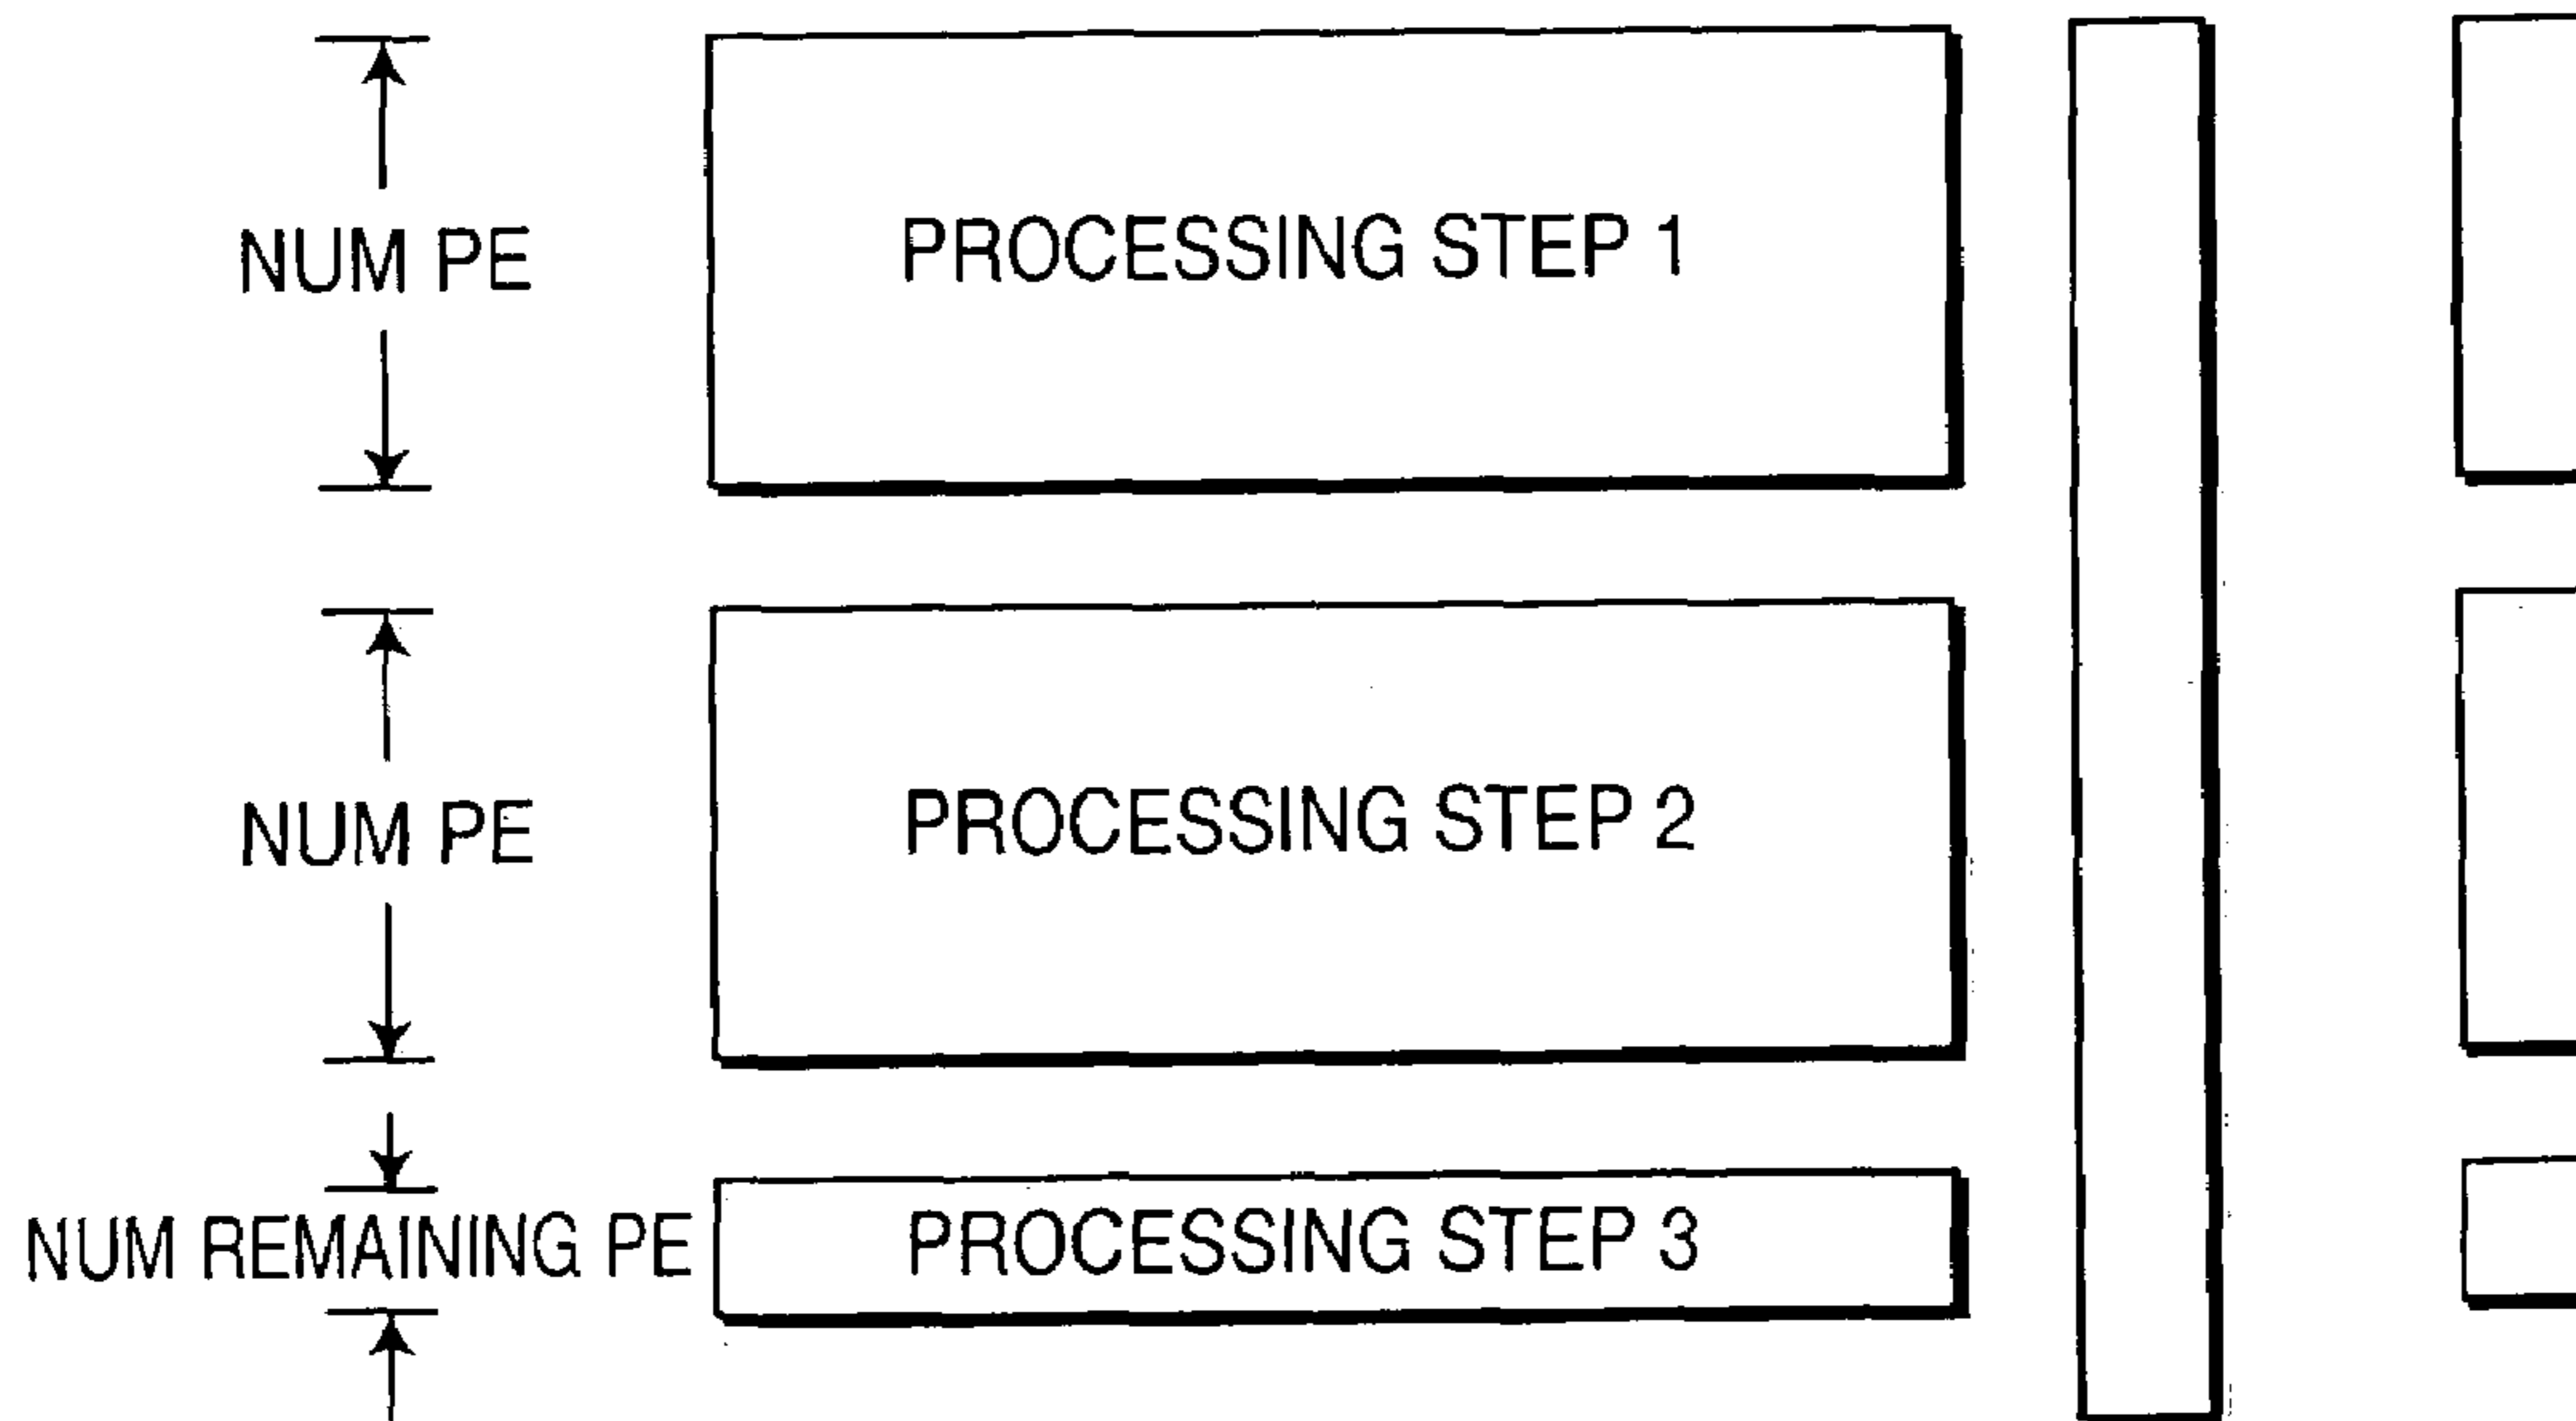 NUM PE
PROCESSING STEP 1
NUM PE
PROCESSING STEP 2
NUM REMAINING PE
PROCESSING STEP 3